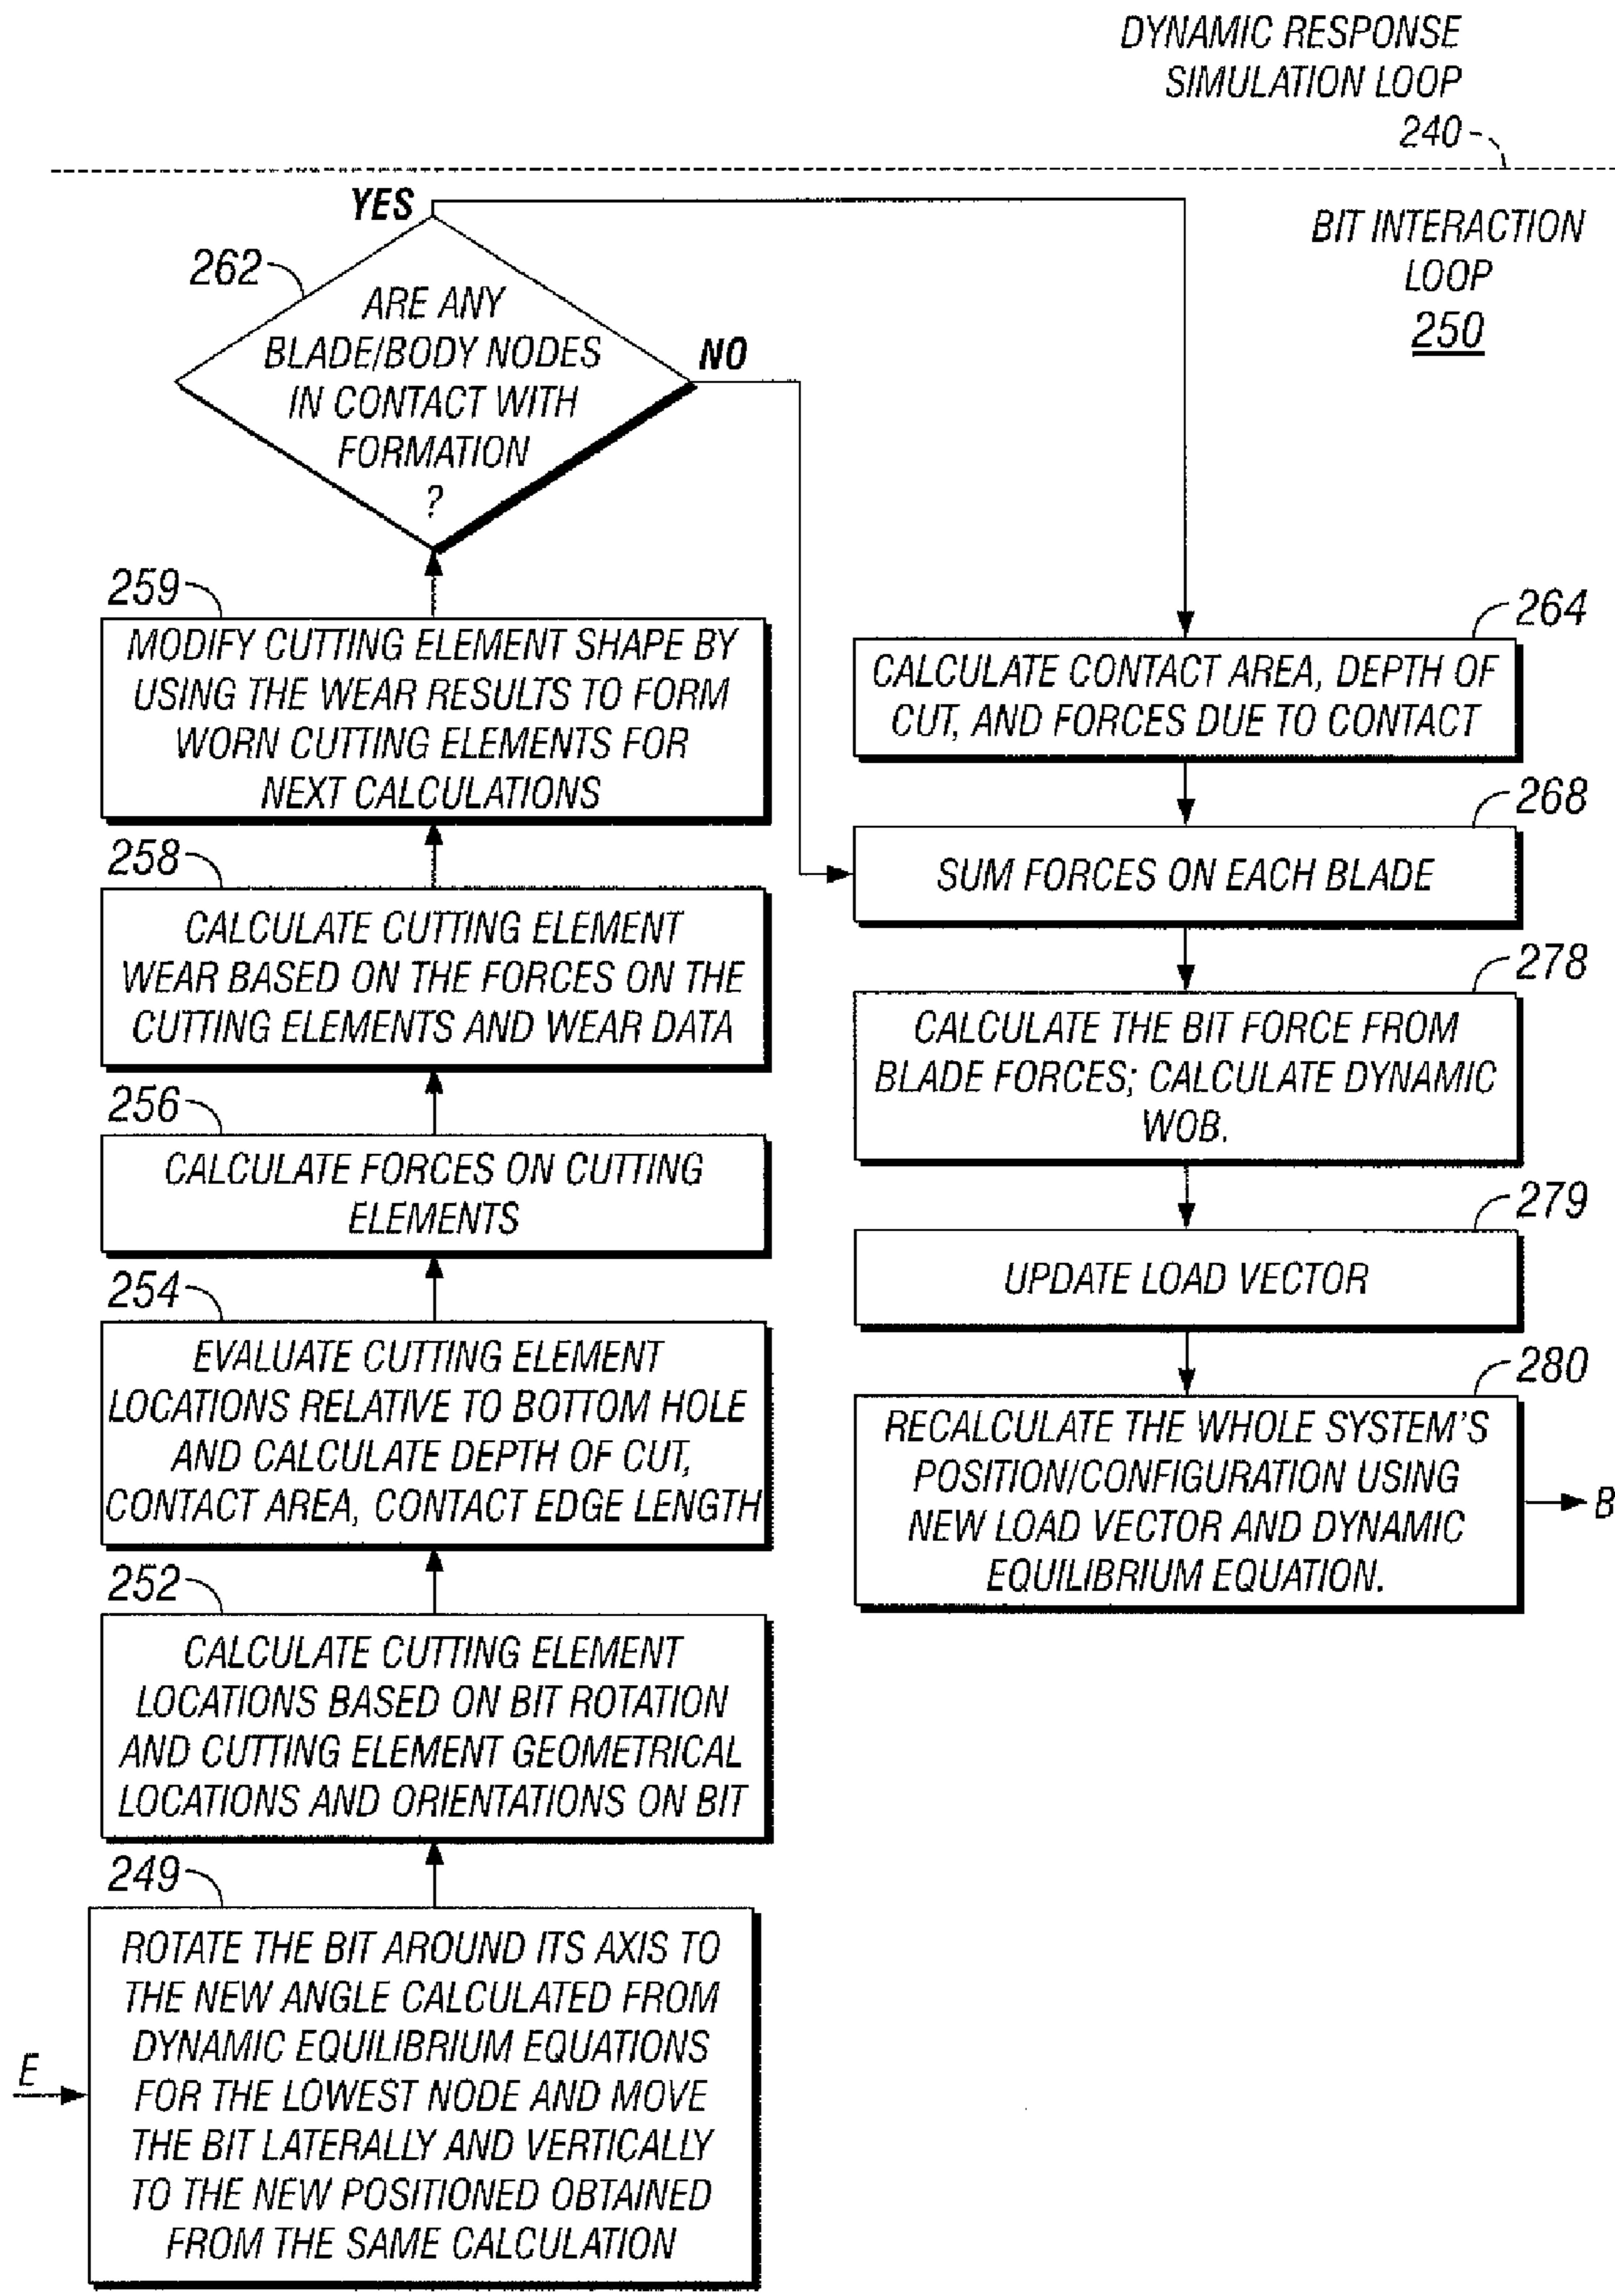 DYNAMIC RESPONSE
SIMULATION LOOP
240
YES
BIT INTERACTION
LOOP
250
262
ARE ANY
BLADE/BODY NODES
IN CONTACT WITH
FORMATION
?
NO
259
MODIFY CUTTING ELEMENT SHAPE BY
USING THE WEAR RESULTS TO FORM
WORN CUTTING ELEMENTS FOR
NEXT CALCULATIONS
258
CALCULATE CUTTING ELEMENT
WEAR BASED ON THE FORCES ON THE
CUTTING ELEMENTS AND WEAR DATA
256
CALCULATE FORCES ON CUTTING
ELEMENTS
254
EVALUATE CUTTING ELEMENT
LOCATIONS RELATIVE TO BOTTOM HOLE
AND CALCULATE DEPTH OF CUT,
CONTACT AREA, CONTACT EDGE LENGTH
252
CALCULATE CUTTING ELEMENT
LOCATIONS BASED ON BIT ROTATION
AND CUTTING ELEMENT GEOMETRICAL
LOCATIONS AND ORIENTATIONS ON BIT
249
E
ROTATE THE BIT AROUND ITS AXIS TO
THE NEW ANGLE CALCULATED FROM
DYNAMIC EQUILIBRIUM EQUATIONS
FOR THE LOWEST NODE AND MOVE
THE BIT LATERALLY AND VERTICALLY
TO THE NEW POSITIONED OBTAINED
FROM THE SAME CALCULATION
264
CALCULATE CONTACT AREA, DEPTH OF
CUT, AND FORCES DUE TO CONTACT
268
SUM FORCES ON EACH BLADE
278
CALCULATE THE BIT FORCE FROM
BLADE FORCES; CALCULATE DYNAMIC
WOB.
279
UPDATE LOAD VECTOR
280
RECALCULATE THE WHOLE SYSTEM'S
POSITION/CONFIGURATION USING
NEW LOAD VECTOR AND DYNAMIC
EQUILIBRIUM EQUATION.
B